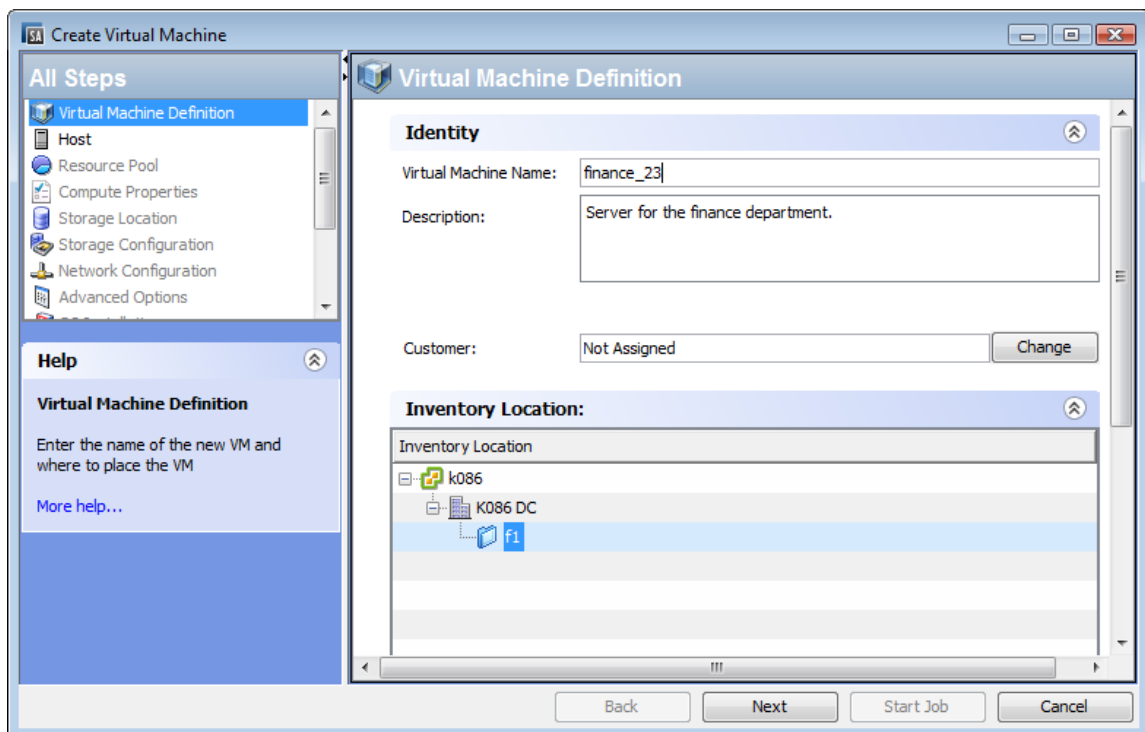 SA Create Virtual Machine
All Steps
Virtual Machine Definition
Host
Resource Pool
Compute Properties
Storage Location
Storage Configuration
Network Configuration
Advanced Options
Help
Virtual Machine Definition
Enter the name of the new VM and
where to place the VM
More help...
Virtual Machine Definition
Identity
Virtual Machine Name: finance_23
Description: Server for the finance department.
Customer: Not Assigned Change
Inventory Location:
Inventory Location
k086
K086 DC
f1
Back Next Start Job Cancel